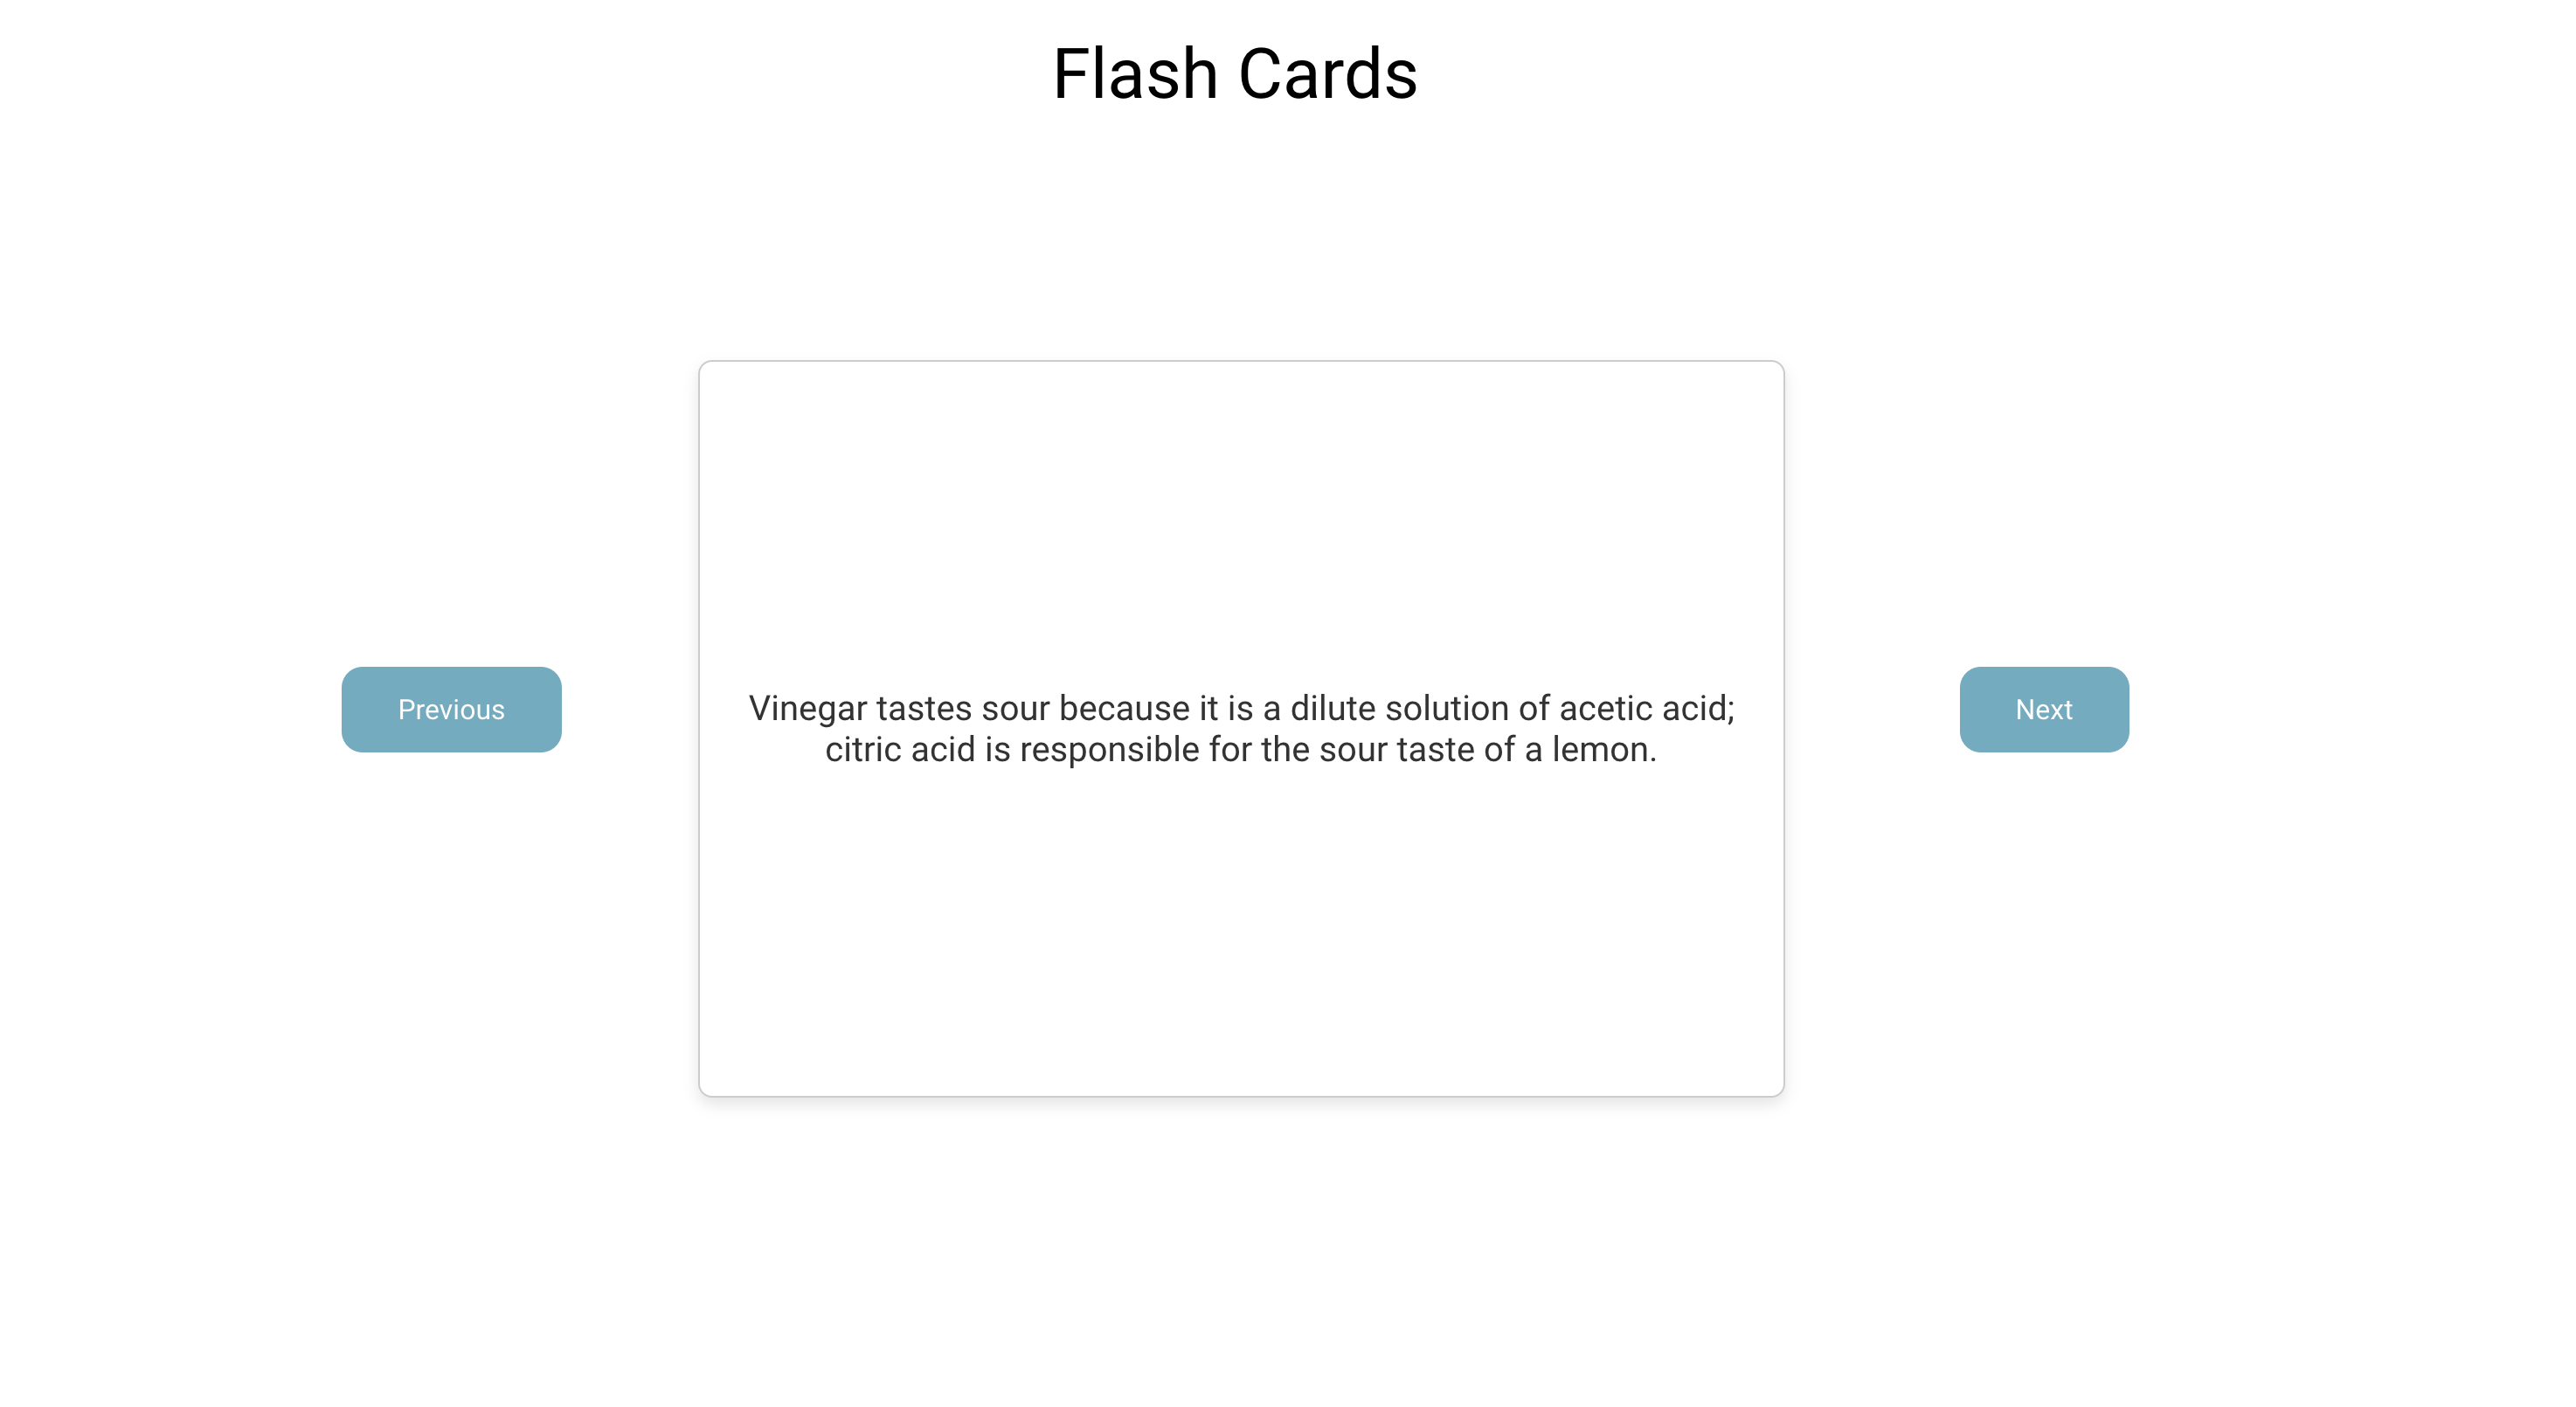 Flash Cards
Previous
Vinegar tastes sour because it is a dilute solution of acetic acid;
citric acid is responsible for the sour taste of a lemon.
Next